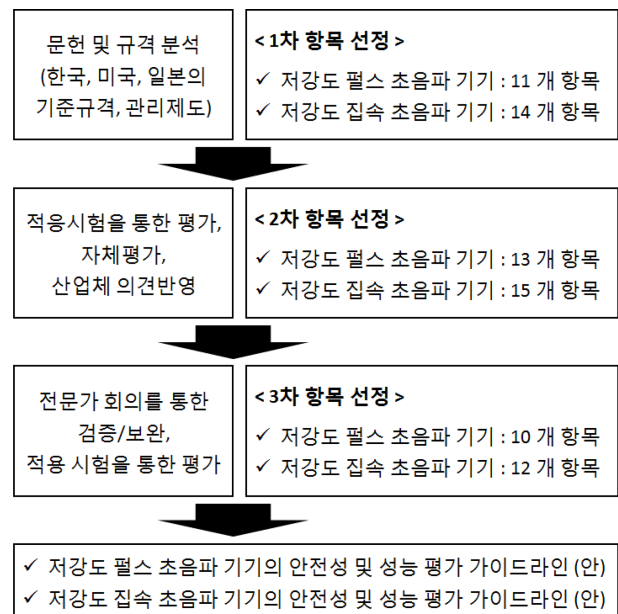 문헌 및 규격 분석
(한국, 미국, 일본의
기준규격, 관리제도)
< 1차 항목 선정 >
✓ 저강도 펄스 초음파 기기 : 11 개 항목
✓ 저강도 집속 초음파 기기 : 14 개 항목
적응시험을 통한 평가,
자체평가,
산업체 의견반영
< 2차 항목 선정 >
✓ 저강도 펄스 초음파 기기 : 13 개 항목
✓ 저강도 집속 초음파 기기 : 15 개 항목
전문가 회의를 통한
검증/보완,
적용 시험을 통한 평가
< 3차 항목 선정 >
✓ 저강도 펄스 초음파 기기 : 10 개 항목
✓ 저강도 집속 초음파 기기 : 12 개 항목
✓ 저강도 펄스 초음파 기기의 안전성 및 성능 평가 가이드라인 (안)
✓ 저강도 집속 초음파 기기의 안전성 및 성능 평가 가이드라인 (안)